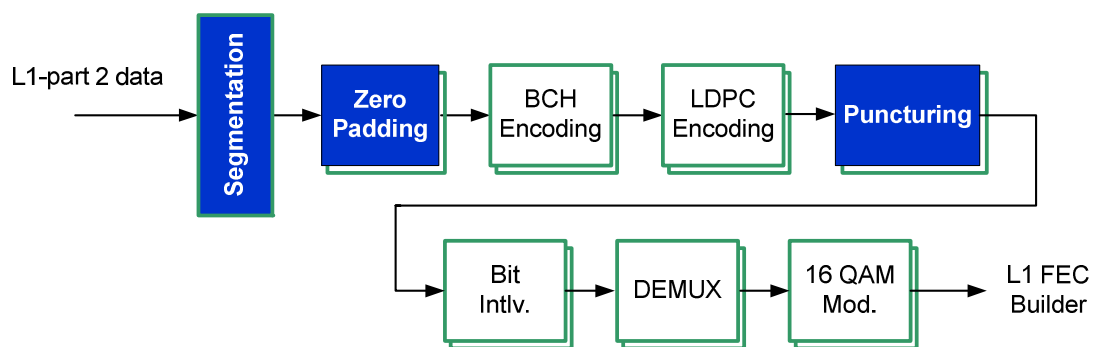 L1-part 2 data
Segmentation
Zero
Padding
BCH
Encoding
LDPC
Encoding
Puncturing
Bit
Intlv.
DEMUX
16 QAM
Mod.
L1 FEC
Builder